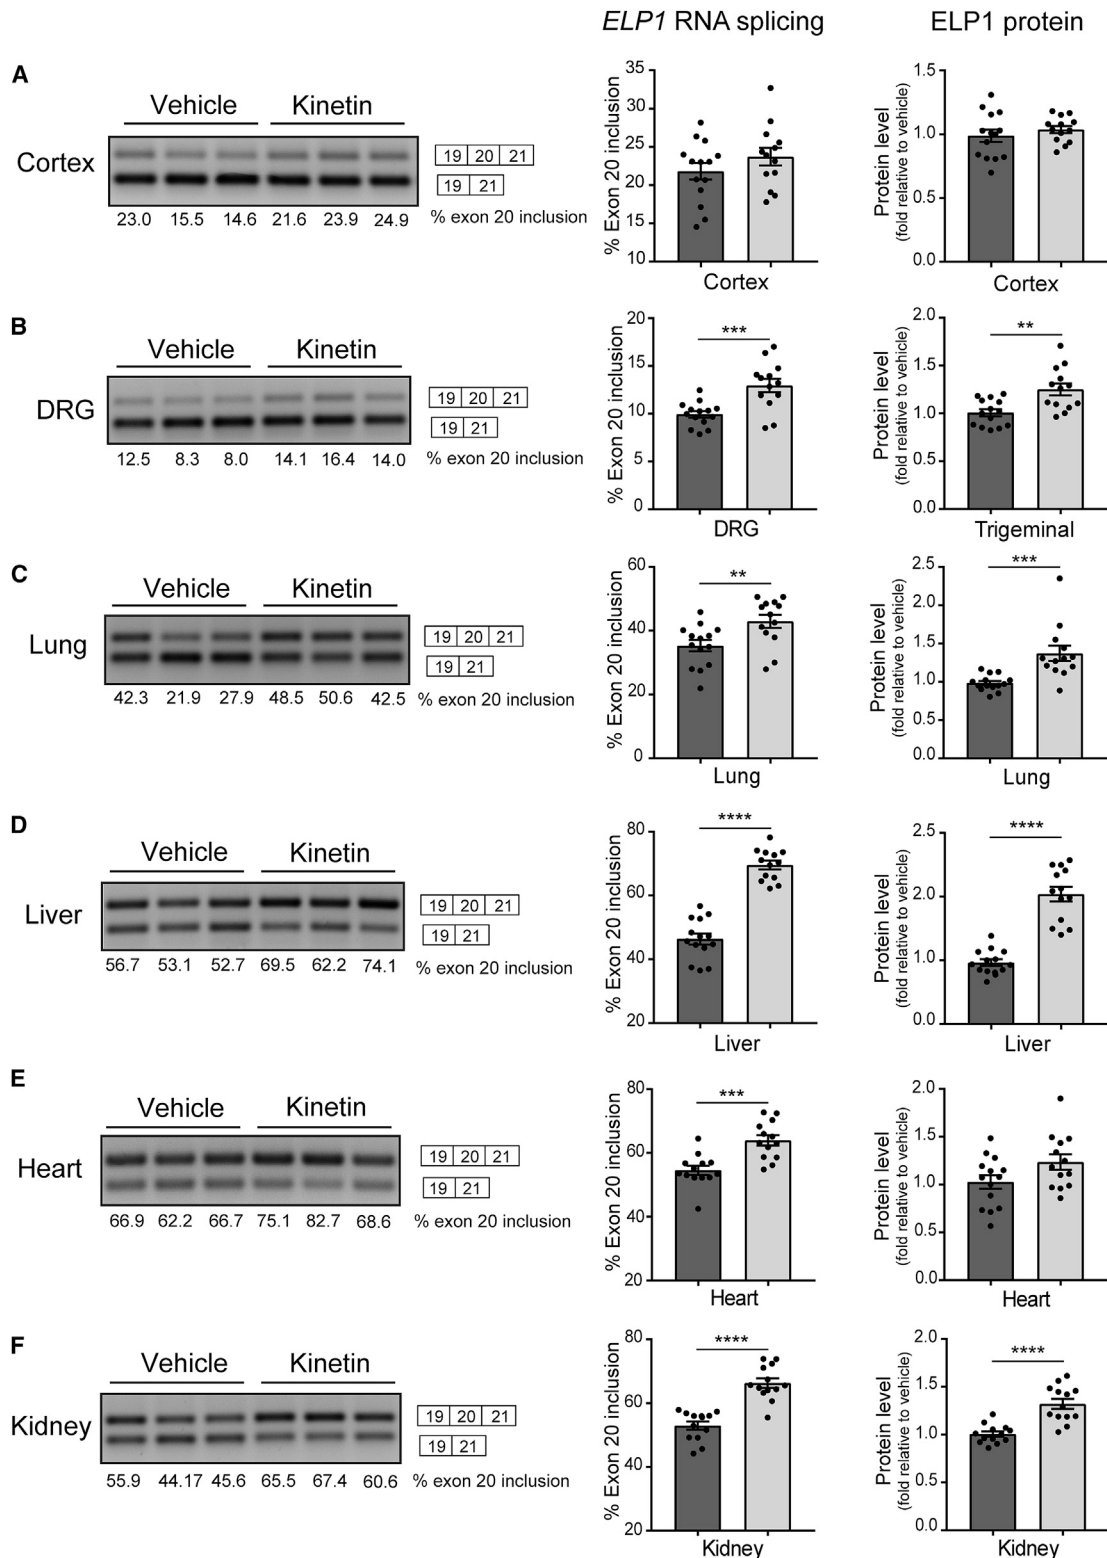 ELP1 RNA splicing
ELP1 protein
A
Vehicle Kinetin
Cortex
19 20 21
19 21
23.0 15.5 14.6 21.6 23.9 24.9 % exon 20 inclusion
% Exon 20 inclusion
35
30
25
20
15
10
Cortex
Protein level
(fold relative to vehicle)
1.5
1.0
0.5
0.0
Cortex
B
Vehicle Kinetin
DRG
19 20 21
19 21
12.5 8.3 8.0 14.1 16.4 14.0 % exon 20 inclusion
% Exon 20 inclusion
20
15
10
5
0
***
DRG
Protein level
(fold relative to vehicle)
2.0
1.5
1.0
0.5
0.0
**
Trigeminal
C
Vehicle Kinetin
Lung
19 20 21
19 21
42.3 21.9 27.9 48.5 50.6 42.5 % exon 20 inclusion
% Exon 20 inclusion
60
40
20
0
**
Lung
Protein level
(fold relative to vehicle)
2.5
2.0
1.5
1.0
0.5
0.0
***
Lung
D
Vehicle Kinetin
Liver
19 20 21
19 21
56.7 53.1 52.7 69.5 62.2 74.1 % exon 20 inclusion
% Exon 20 inclusion
80
60
40
20
****
Liver
Protein level
(fold relative to vehicle)
2.5
2.0
1.0
0.0
****
Liver
E
Vehicle Kinetin
Heart
19 20 21
19 21
66.9 62.2 66.7 75.1 82.7 68.6 % exon 20 inclusion
% Exon 20 inclusion
80
60
40
20
***
Heart
Protein level
(fold relative to vehicle)
2.0
1.5
1.0
0.5
0.0
Heart
F
Vehicle Kinetin
Kidney
19 20 21
19 21
55.9 44.17 45.6 65.5 67.4 60.6 % exon 20 inclusion
% Exon 20 inclusion
80
60
40
20
****
Kidney
Protein level
(fold relative to vehicle)
2.0
1.5
1.0
0.5
0.0
****
Kidney